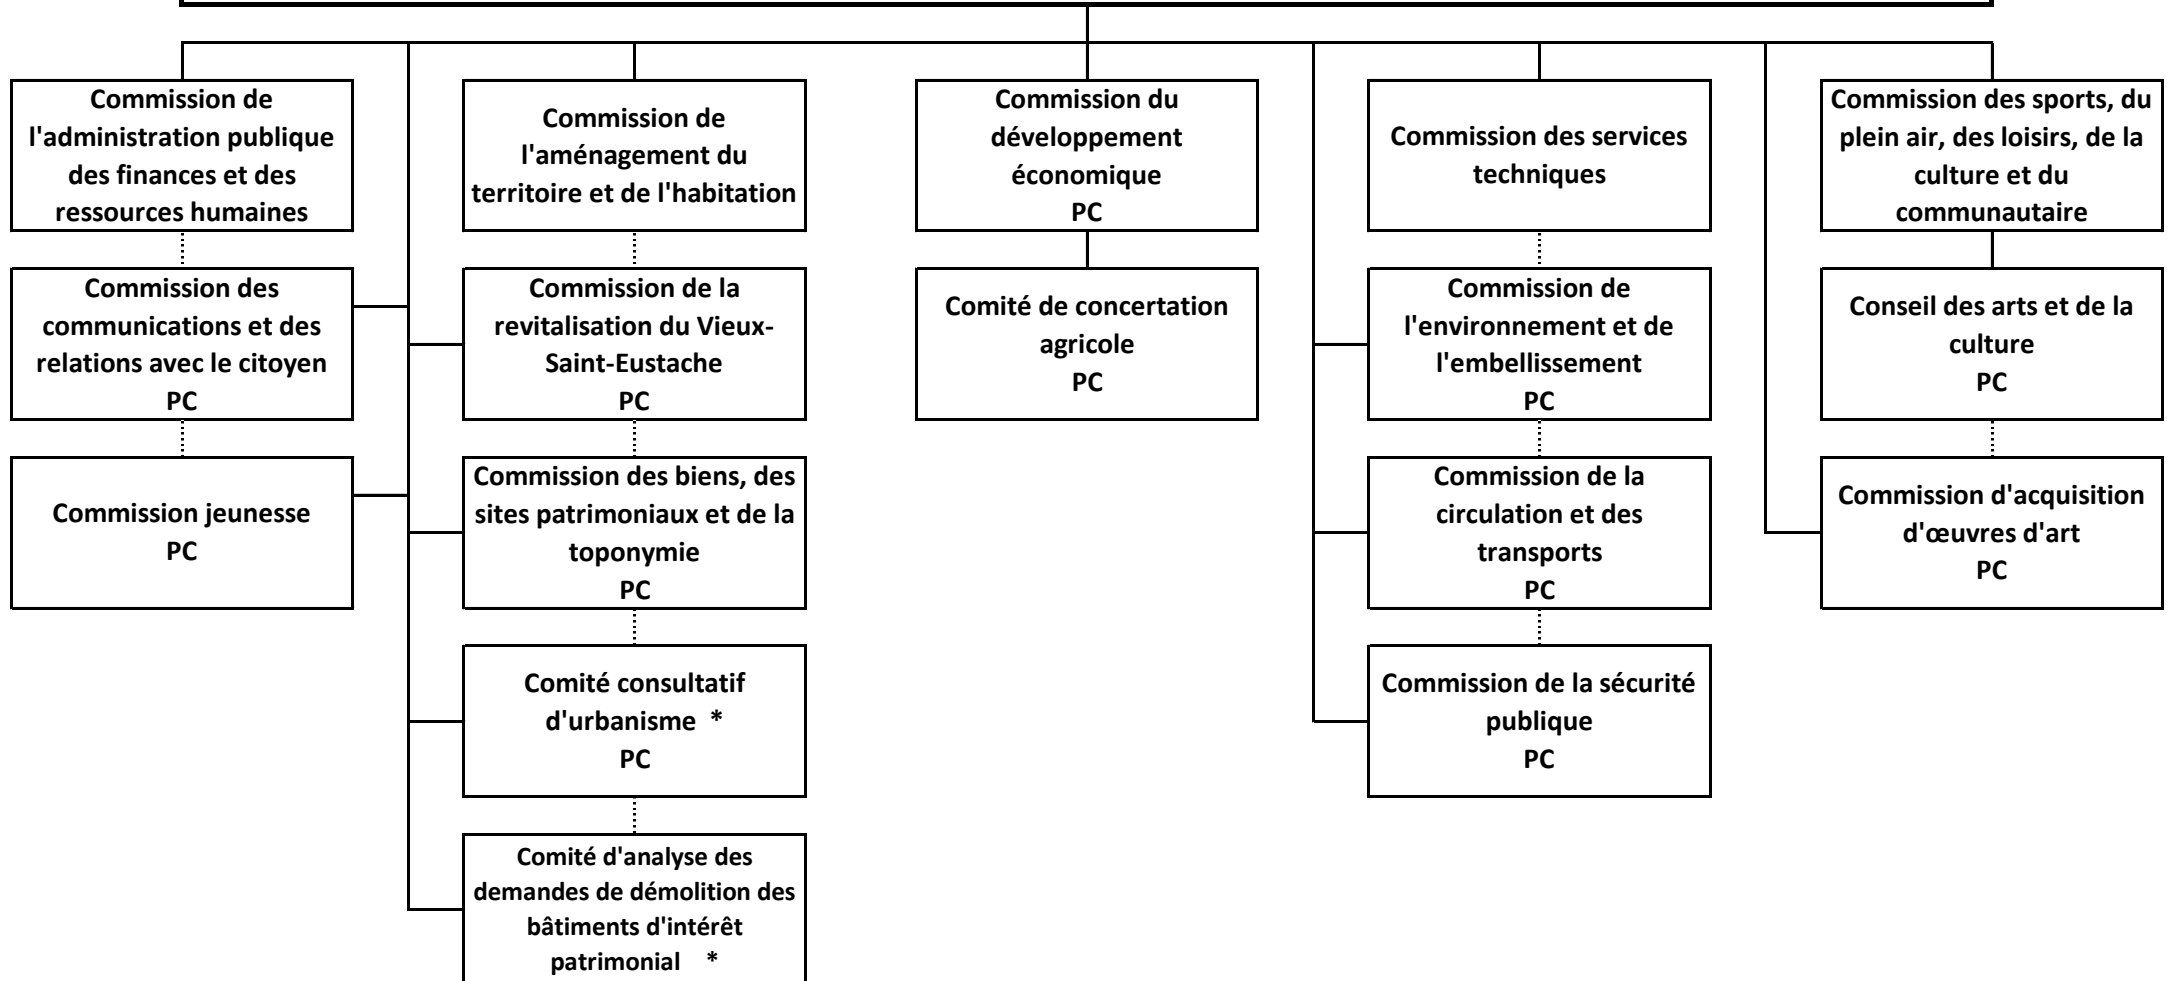 Commission de
l'administration publique
des finances et des
ressources humaines
Commission des
communications et des
relations avec le citoyen
PC
Commission jeunesse
PC
Commission de
l'aménagement du
territoire et de l'habitation
Commission de la
revitalisation du Vieux-
Saint-Eustache
PC
Commission des biens, des
sites patrimoniaux et de la
toponymie
PC
Comité consultatif
d'urbanisme *
PC
Comité d'analyse des
demandes de démolition des
bâtiments d'intérêt
patrimonial *
Commission du
développement
économique
PC
Comité de concertation
agricole
PC
Commission des services
techniques
Commission de
l'environnement et de
l'embellissement
PC
Commission de la
circulation et des
transports
PC
Commission de la sécurité
publique
PC
Commission des sports, du
plein air, des loisirs, de la
culture et du
communautaire
Conseil des arts et de la
culture
PC
Commission d'acquisition
d'œuvres d'art
PC